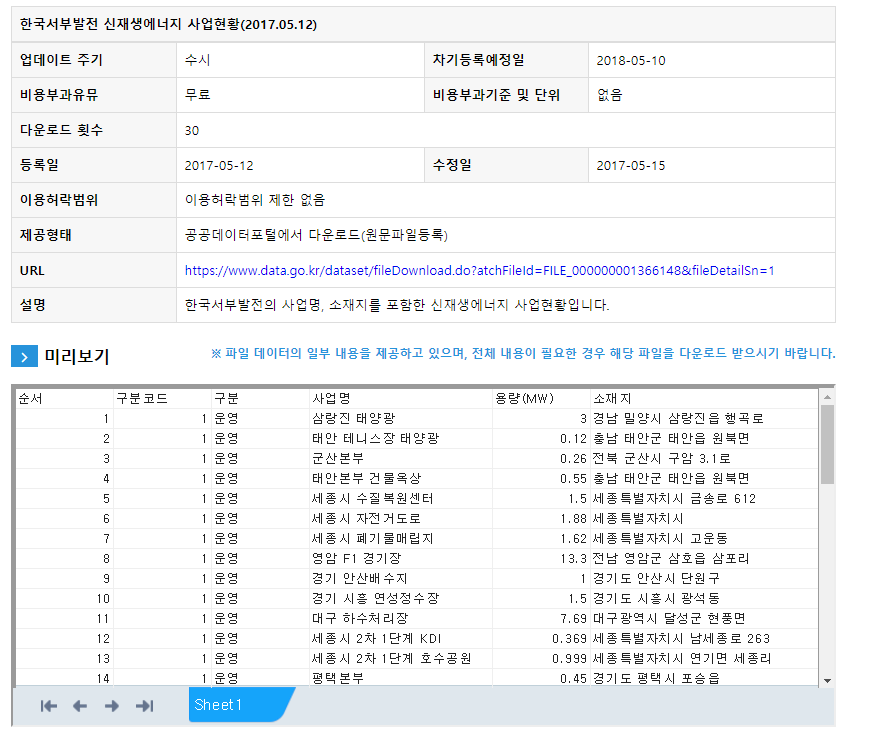 한국서부발전 신재생에너지 사업현황(2017.05.12)
업데이트 주기 수시 차기등록예정일 2018-05-10
비용부과유뮤 무료 비용부과기준 및 단위 없음
다운로드 횟수 30
등록일 2017-05-12 수정일 2017-05-15
이용허락범위 이용허락범위 제한 없음
제공형태 공공데이터포털에서 다운로드(원문파일등록)
URL https://www.data.go.kr/dataset/fileDownload.do?atchFileId=FILE_000000001366148&fileDetailSn=1
설명 한국서부발전의 사업명, 소재지를 포함한 신재생에너지 사업현황입니다.
미리보기 ※ 파일 데이터의 일부 내용을 제공하고 있으며, 전체 내용이 필요한 경우 해당 파일을 다운로드 받으시기 바랍니다.
순서 구분코드 구분 사업명 용량(MW) 소재지
1 1 운영 삼랑진 태양광 3 경남 밀양시 삼랑진읍 행곡로
2 1 운영 태안 테니스장 태양광 0.12 충남 태안군 태안읍 원북면
3 1 운영 군산본부 0.26 전북 군산시 구암 3.1로
4 1 운영 태안본부 건물옥상 0.55 충남 태안군 태안읍 원북면
5 1 운영 세종시 수질복원센터 1.5 세종특별자치시 금송로 612
6 1 운영 세종시 자전거도로 1.88 세종특별자치시
7 1 운영 세종시 폐기물매립지 1.62 세종특별자치시 고운동
8 1 운영 영암 F1 경기장 13.3 전남 영암군 삼호읍 삼포리
9 1 운영 경기 안산배수지 1 경기도 안산시 단원구
10 1 운영 경기 시흥 연성정수장 1.5 경기도 시흥시 광석동
11 1 운영 대구 하수처리장 7.69 대구광역시 달성군 현풍면
12 1 운영 세종시 2차 1단계 KDI 0.369 세종특별자치시 남세종로 263
13 1 운영 세종시 2차 1단계 호수공원 0.999 세종특별자치시 연기면 세종리
14 1 운영 평택본부 0.45 경기도 평택시 포승읍
Sheet1